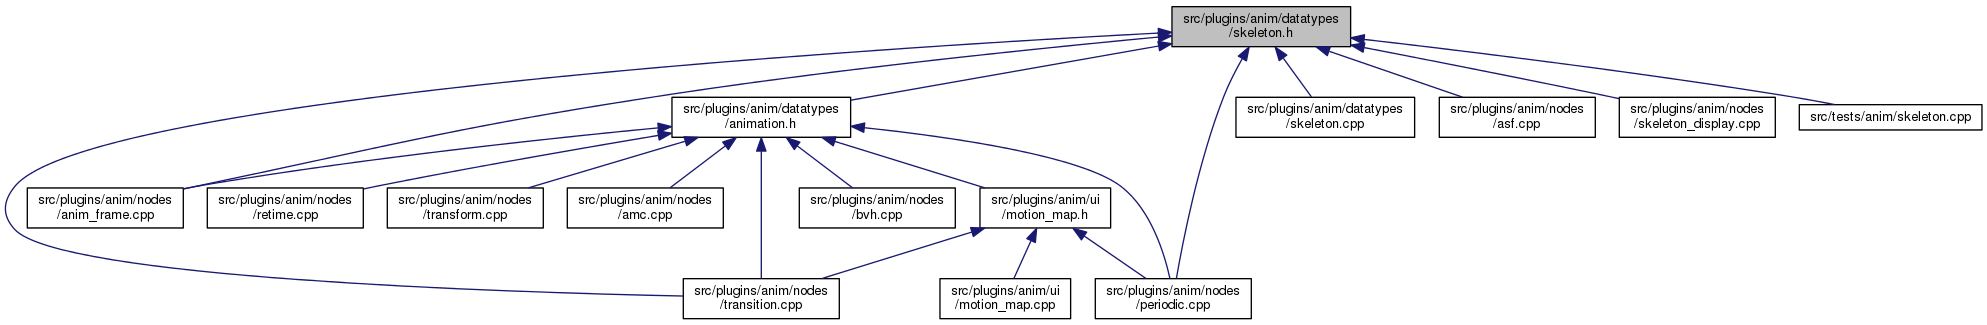 src/plugins/anim/datatypes
/skeleton.h
src/plugins/anim/datatypes
/animation.h
src/plugins/anim/datatypes
/skeleton.cpp
src/plugins/anim/nodes
/asf.cpp
src/plugins/anim/nodes
/skeleton_display.cpp
src/tests/anim/skeleton.cpp
src/plugins/anim/nodes
/anim_frame.cpp
src/plugins/anim/nodes
/retime.cpp
src/plugins/anim/nodes
/transform.cpp
src/plugins/anim/nodes
/amc.cpp
src/plugins/anim/nodes
/bvh.cpp
src/plugins/anim/ui
/motion_map.h
src/plugins/anim/nodes
/transition.cpp
src/plugins/anim/ui
/motion_map.cpp
src/plugins/anim/nodes
/periodic.cpp